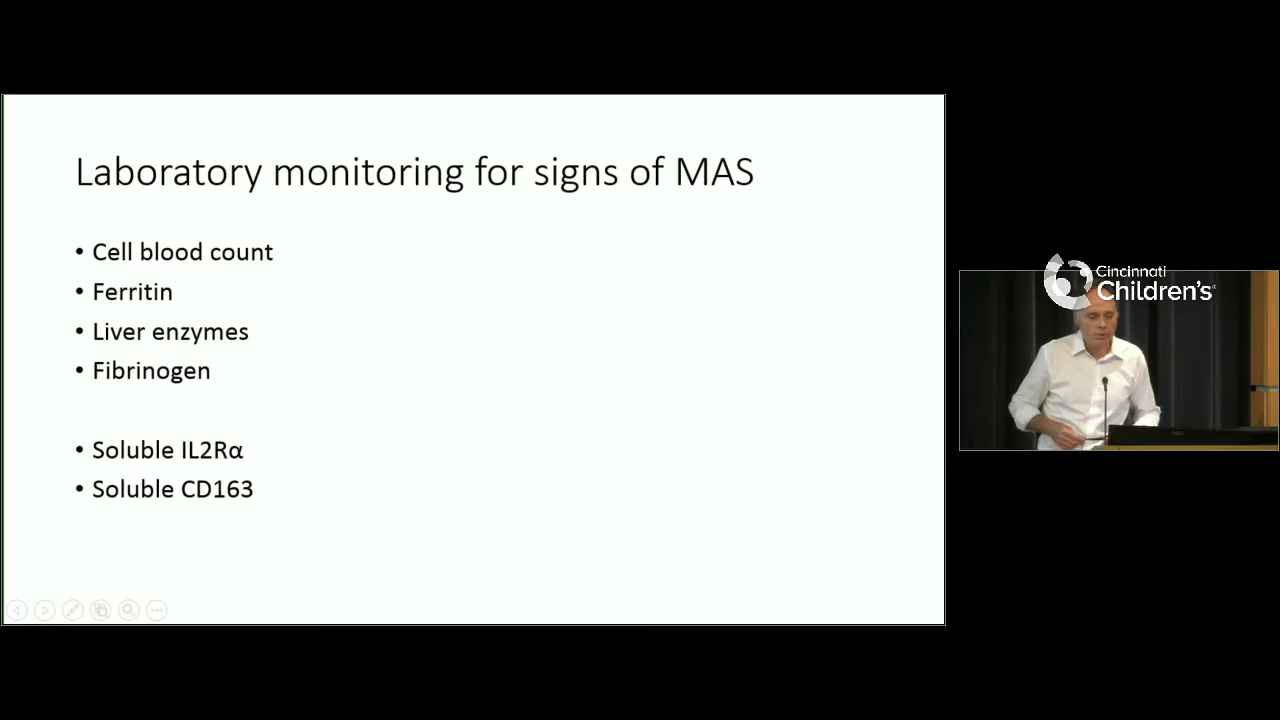 Laboratory monitoring for signs of MAS
• Cell blood count
• Ferritin
• Liver enzymes
• Fibrinogen
• Soluble IL2Rα
• Soluble CD163
Cincinnati
Children's